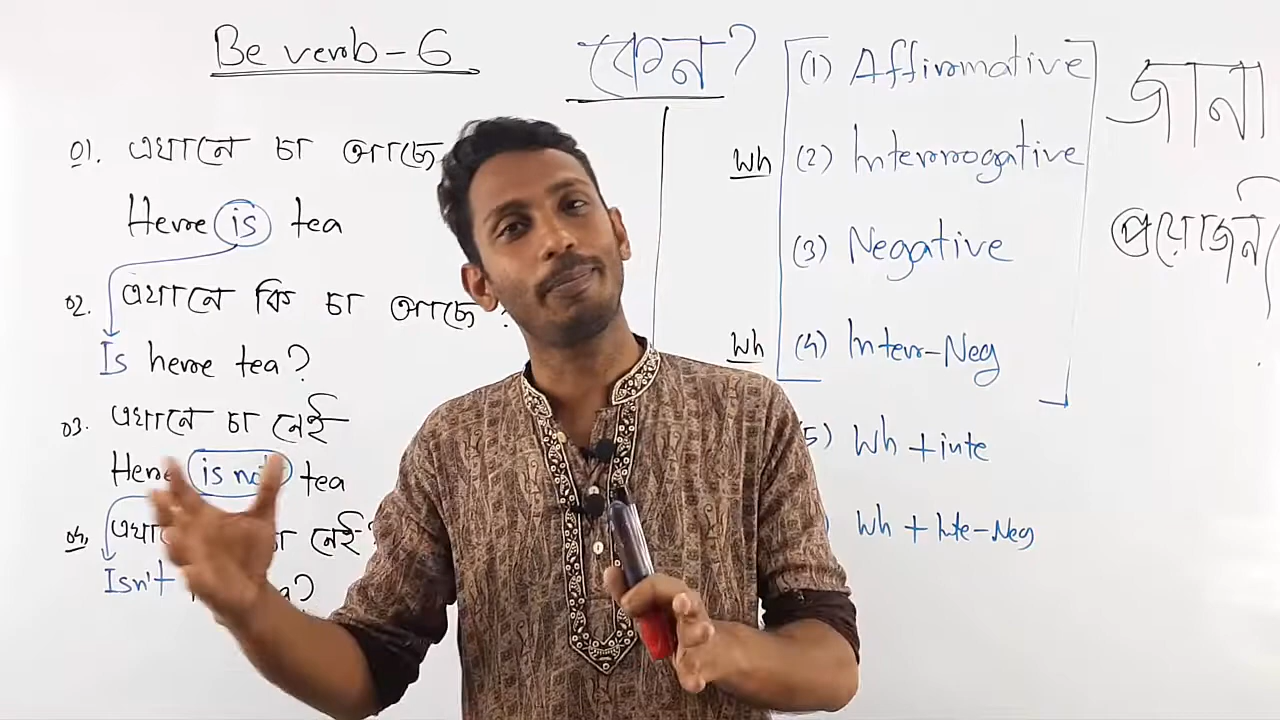 Be verb-6
01. এখানে চা আছে
Here is tea
02. এখানে কি চা আছে?
Is here tea?
03. এখানে চা নেই
Here is not tea
04. নেই?
Isn't
কেন?
(1) Affirmative
Wh (2) Interrogative
(3) Negative
Wh (4) Inter-Neg
5) Wh + inte
) Wh + Inte-Neg
জানা
প্রয়োজন